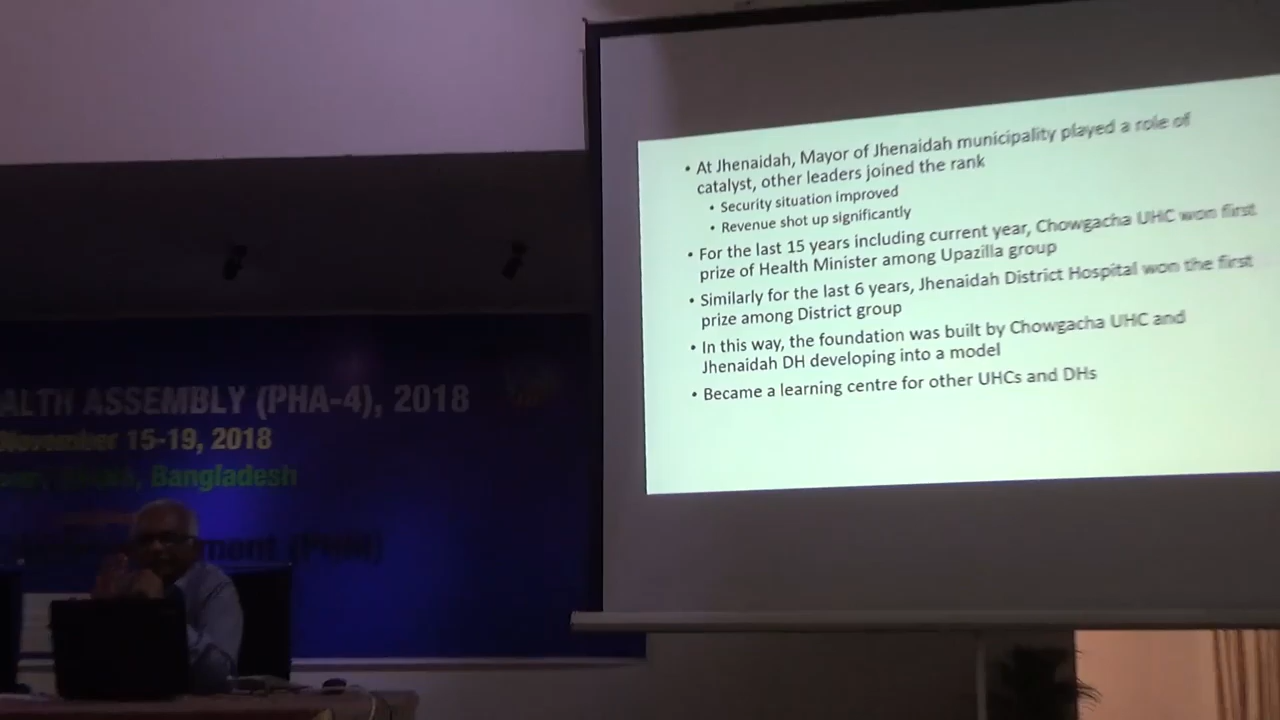 • At Jhenaidah, Mayor of Jhenaidah municipality played a role of
catalyst, other leaders joined the rank
• Security situation improved
• Revenue shot up significantly
• For the last 15 years including current year, Chowgacha UHC won first
prize of Health Minister among Upazilla group
• Similarly for the last 6 years, Jhenaidah District Hospital won the first
prize among District group
• In this way, the foundation was built by Chowgacha UHC and
Jhenaidah DH developing into a model
• Became a learning centre for other UHCs and DHs
ALTH ASSEMBLY (PHA-4), 2018
November 15-19, 2018
Bangladesh
ment (PHM)